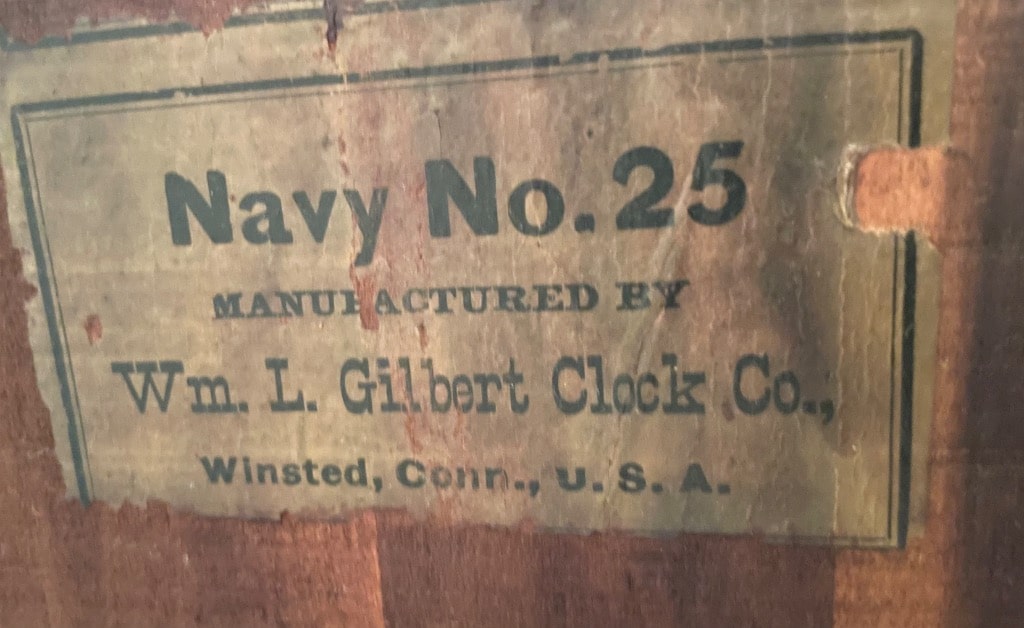 Navy No. 25
MANUFACTURED BY
Wm. L. Gilbert Clock Co.,
Winsted, Conn., U. S. A.